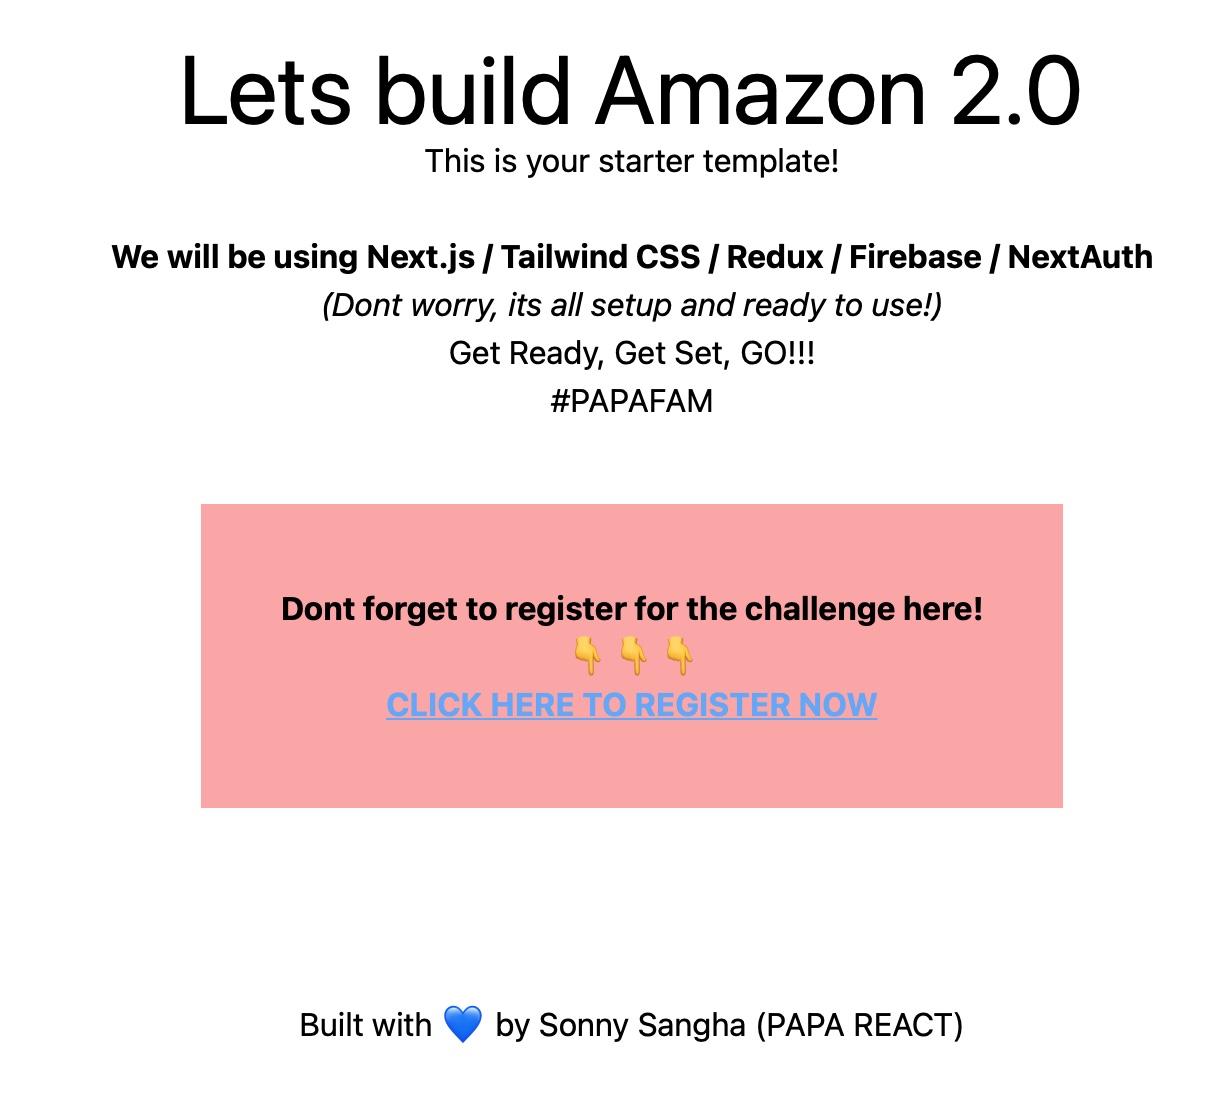 Lets build Amazon 2.0
This is your starter template!
We will be using Next.js / Tailwind CSS / Redux / Firebase / NextAuth
(Dont worry, its all setup and ready to use!)
Get Ready, Get Set, GO!!!
#PAPAFAM
Dont forget to register for the challenge here!
👇 👇 👇
CLICK HERE TO REGISTER NOW
Built with 💙 by Sonny Sangha (PAPA REACT)